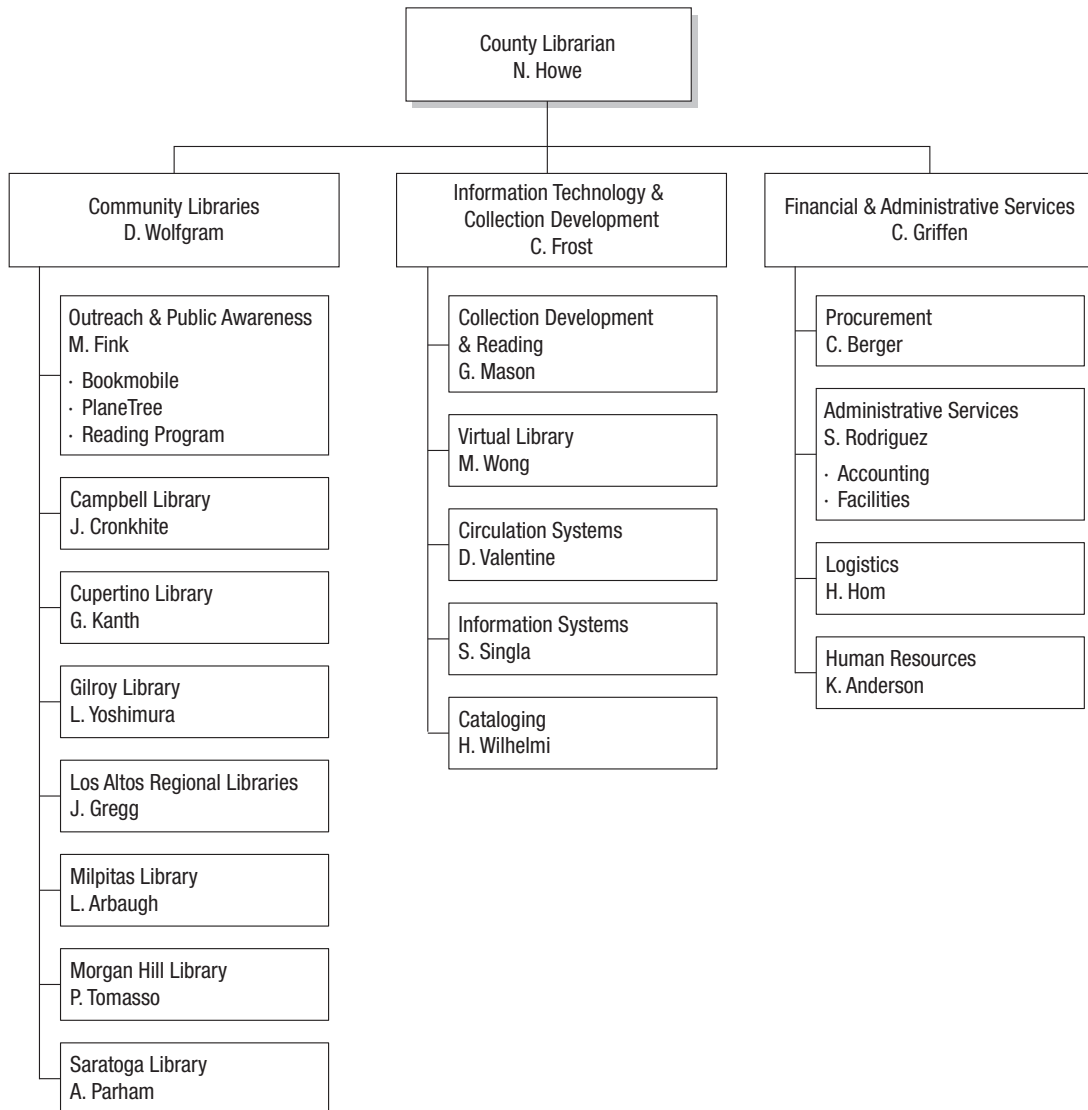 County Librarian
N. Howe
Community Libraries
D. Wolfgram
Outreach & Public Awareness
M. Fink
· Bookmobile
· PlaneTree
· Reading Program
Campbell Library
J. Cronkhite
Cupertino Library
G. Kanth
Gilroy Library
L. Yoshimura
Los Altos Regional Libraries
J. Gregg
Milpitas Library
L. Arbaugh
Morgan Hill Library
P. Tomasso
Saratoga Library
A. Parham
Information Technology &
Collection Development
C. Frost
Collection Development
& Reading
G. Mason
Virtual Library
M. Wong
Circulation Systems
D. Valentine
Information Systems
S. Singla
Cataloging
H. Wilhelmi
Financial & Administrative Services
C. Griffen
Procurement
C. Berger
Administrative Services
S. Rodriguez
· Accounting
· Facilities
Logistics
H. Hom
Human Resources
K. Anderson